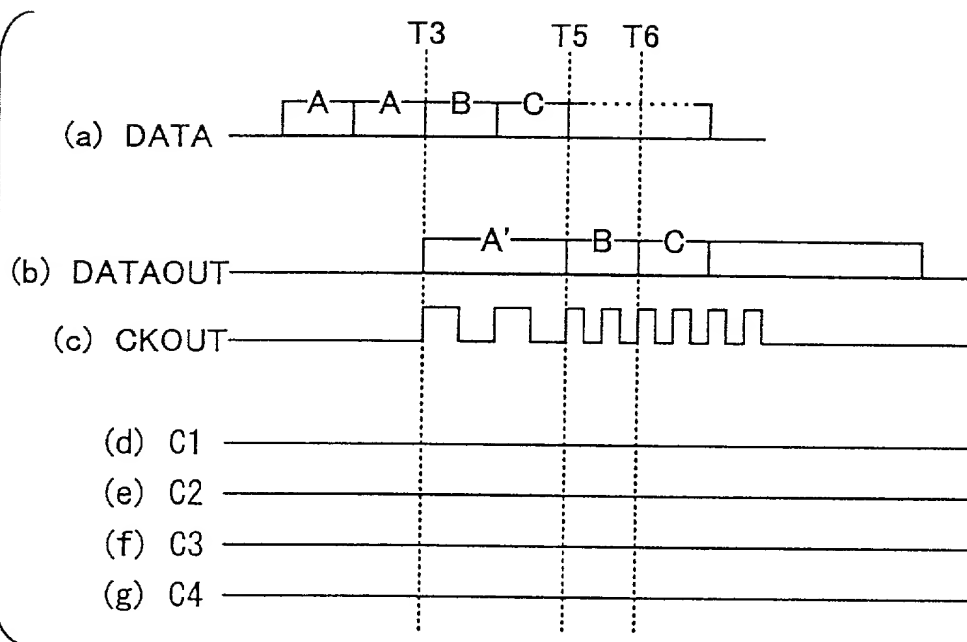 T3 T5 T6
(a) DATA A A B C
(b) DATAOUT A' B C
(c) CKOUT
(d) C1
(e) C2
(f) C3
(g) C4